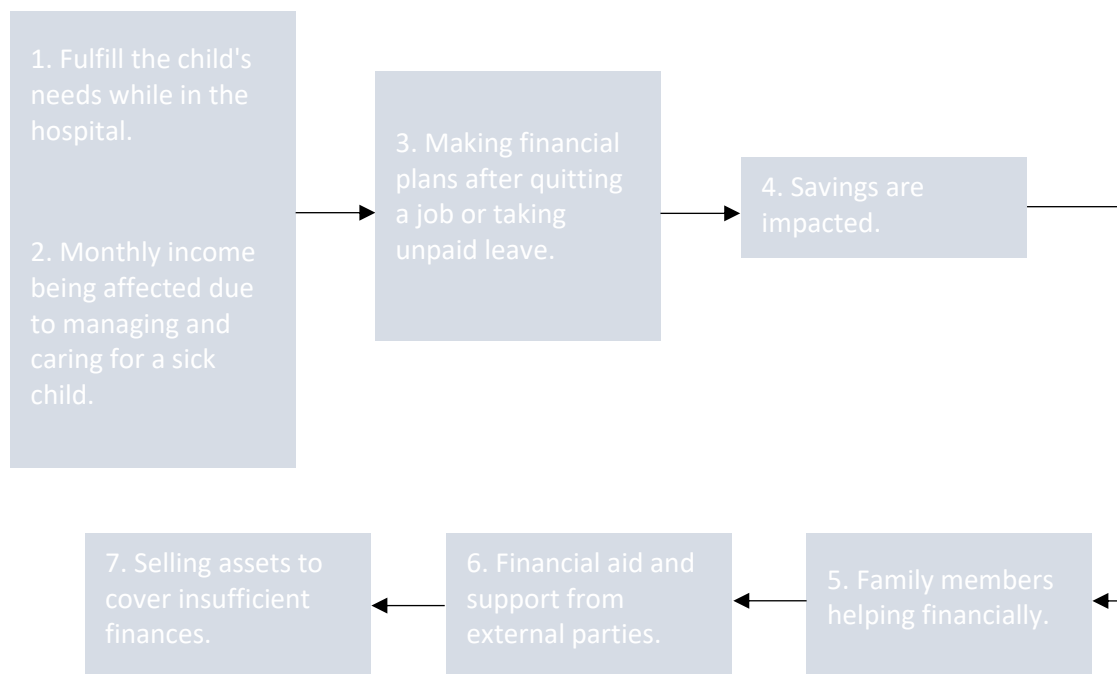 1. Fulfill the child's
needs while in the
hospital.
2. Monthly income
being affected due
to managing and
caring for a sick
child.
3. Making financial
plans after quitting
a job or taking
unpaid leave.
4. Savings are
impacted.
5. Family members
helping financially.
6. Financial aid and
support from
external parties.
7. Selling assets to
cover insufficient
finances.